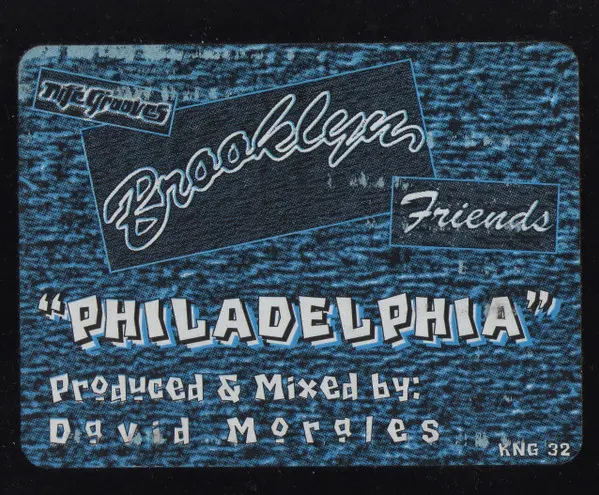 nite Grooves
Brooklyn
Friends
"PHILADELPHIA"
Produced & Mixed by:
David Morales
KNG 32